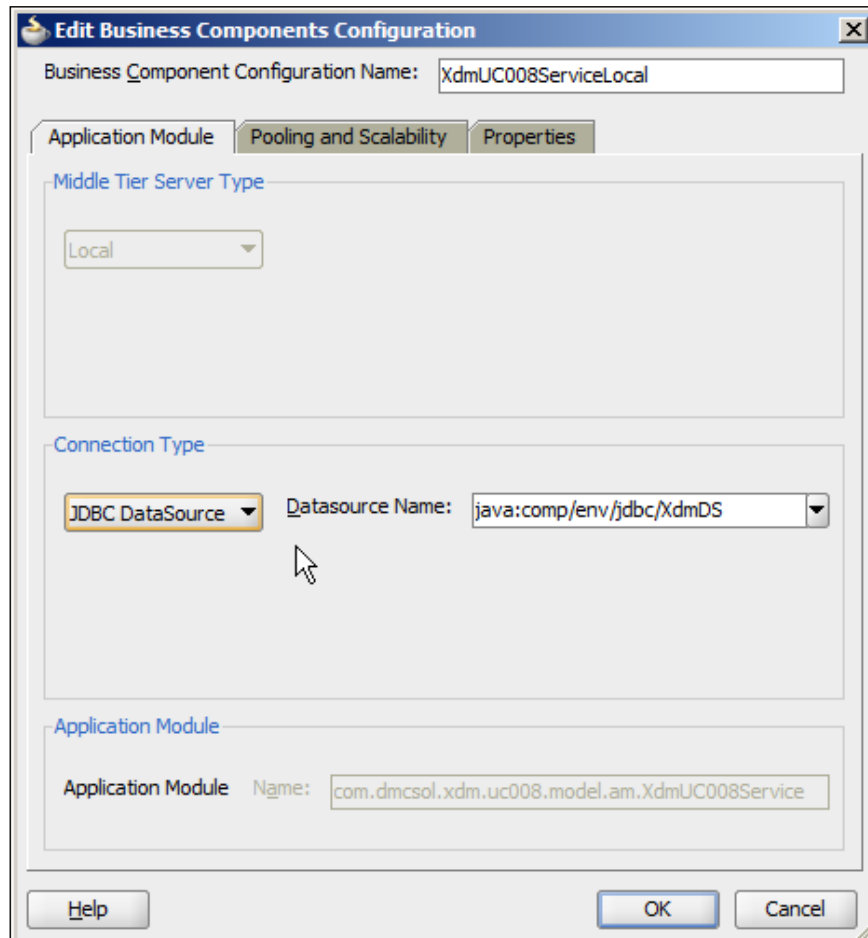 Edit Business Components Configuration
Business Component Configuration Name: XdmUC008ServiceLocal
Application Module Pooling and Scalability Properties
Middle Tier Server Type
Local
Connection Type
JDBC DataSource Datasource Name: java:comp/env/jdbc/XdmDS
Application Module
Application Module Name: com.dmcsol.xdm.uc008.model.am.XdmUC008Service
Help OK Cancel